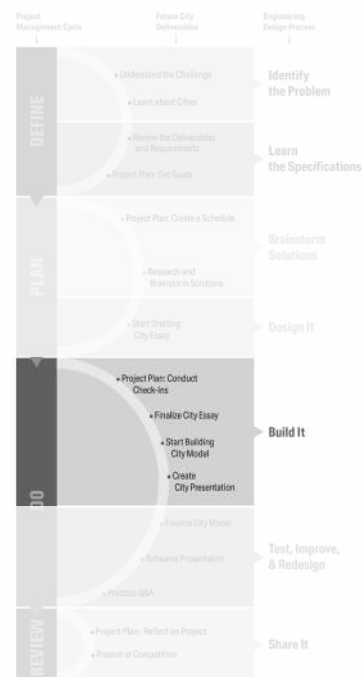 Project
Management Cycle
Future City
Deliverables
Engineering
Design Process
DEFINE
• Understand the Challenge
• Learn about Cities
Identify
the Problem
• Review the Deliverables
and Requirements
• Project Plan: Set Goals
Learn
the Specifications
PLAN
• Project Plan: Create a Schedule
• Research and
Brainstorm Solutions
Brainstorm
Solutions
• Start Drafting
City Essay
Design It
DO
• Project Plan: Conduct
Check-Ins
• Finalize City Essay
• Start Building
City Model
• Create
City Presentation
Build It
• Finalize City Model
• Rehearse Presentation
• Practice Q&A
Test, Improve,
& Redesign
REVIEW
• Project Plan: Reflect on Project
• Present at Competition
Share It